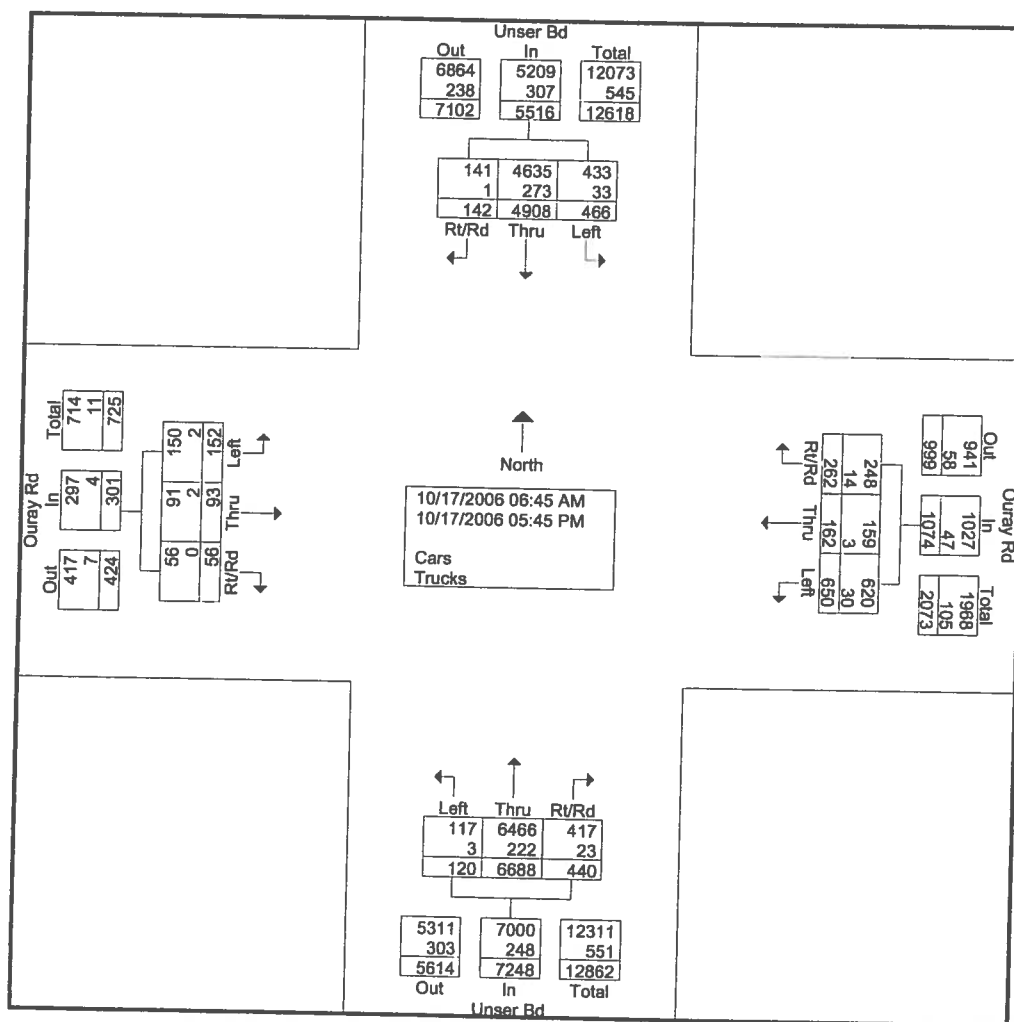 Unser Bd
Out In Total
6864 5209 12073
238 307 545
7102 5516 12618
141 4635 433
1 273 33
142 4908 466
Rt/Rd Thru Left
Ouray Rd
Total In Out
714 297 417
11 4 7
725 301 424
150 91 56
2 2 0
152 93 56
Left Thru Rt/Rd
North
10/17/2006 06:45 AM
10/17/2006 05:45 PM
Cars
Trucks
Rt/Rd Thru Left
248 159 620
14 3 30
262 162 650
Ouray Rd
Out In Total
941 1027 1968
58 47 105
999 1074 2073
Left Thru Rt/Rd
117 6466 417
3 222 23
120 6688 440
5311 7000 12311
303 248 551
5614 7248 12862
Out In Total
Unser Bd